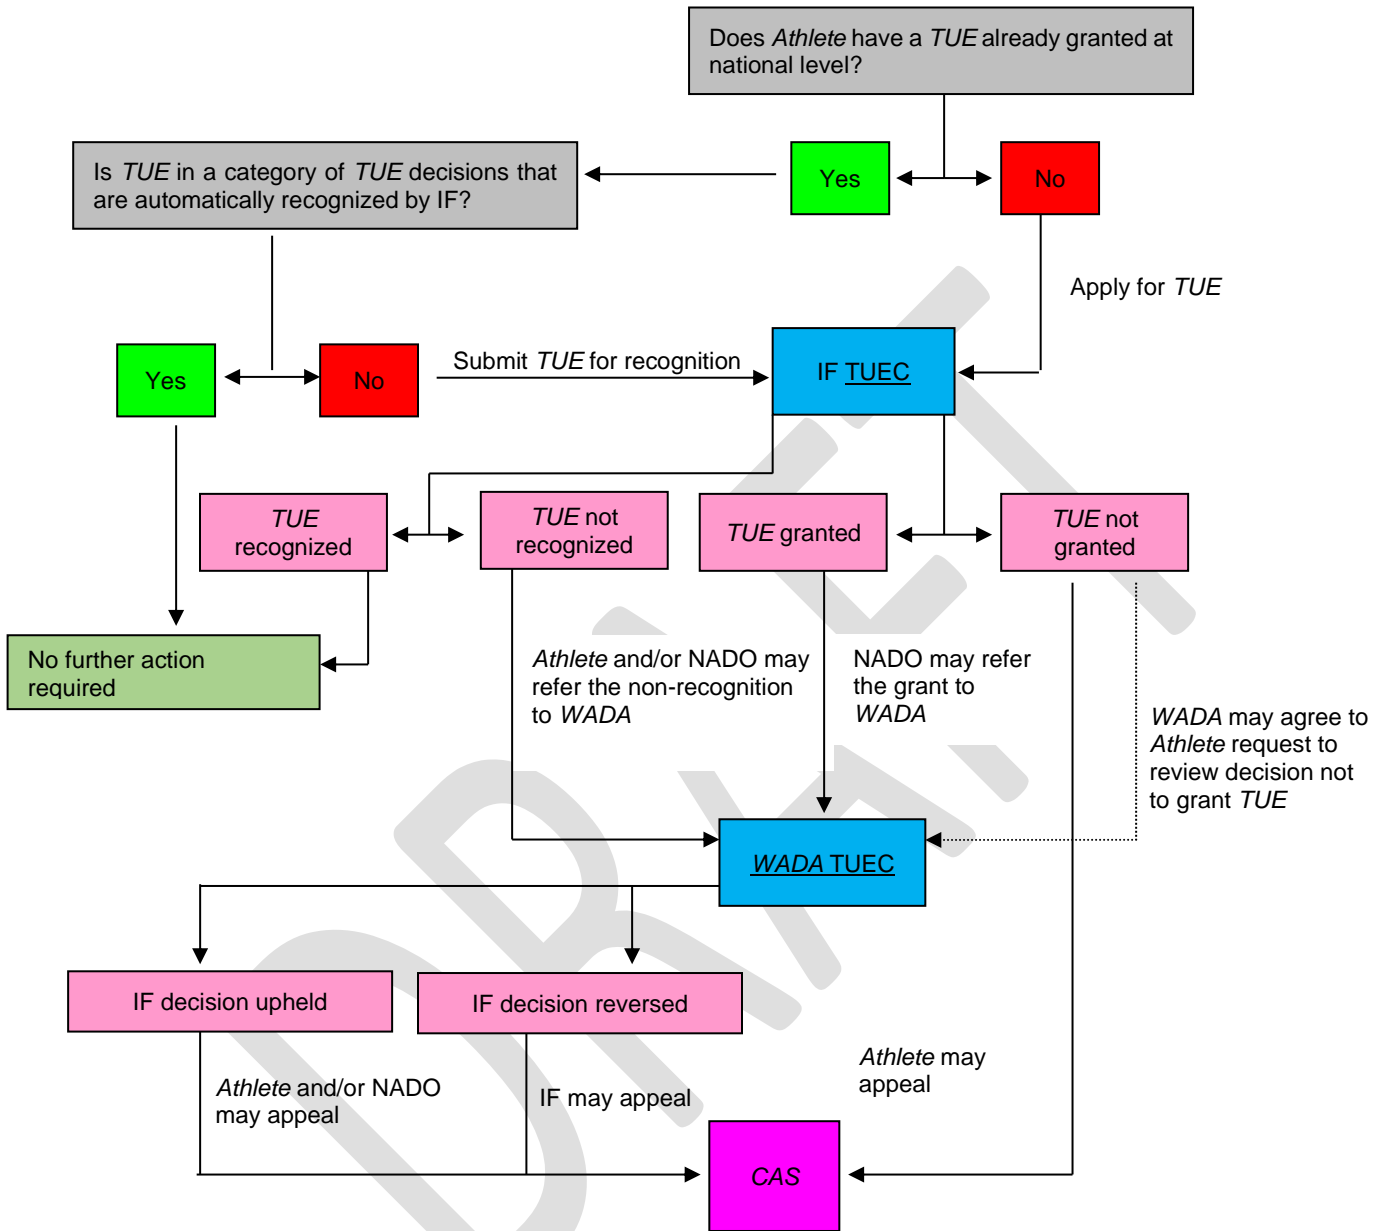 Does Athlete have a TUE already granted at
national level?
Is TUE in a category of TUE decisions that
are automatically recognized by IF?
Yes
No
Apply for TUE
Yes
No
Submit TUE for recognition
IF TUEC
TUE
recognized
TUE not
recognized
TUE granted
TUE not
granted
No further action
required
Athlete and/or NADO may
refer the non-recognition
to WADA
NADO may refer
the grant to
WADA
WADA may agree to
Athlete request to
review decision not
to grant TUE
WADA TUEC
IF decision upheld
IF decision reversed
Athlete and/or NADO
may appeal
IF may appeal
Athlete may
appeal
CAS
DRAFT